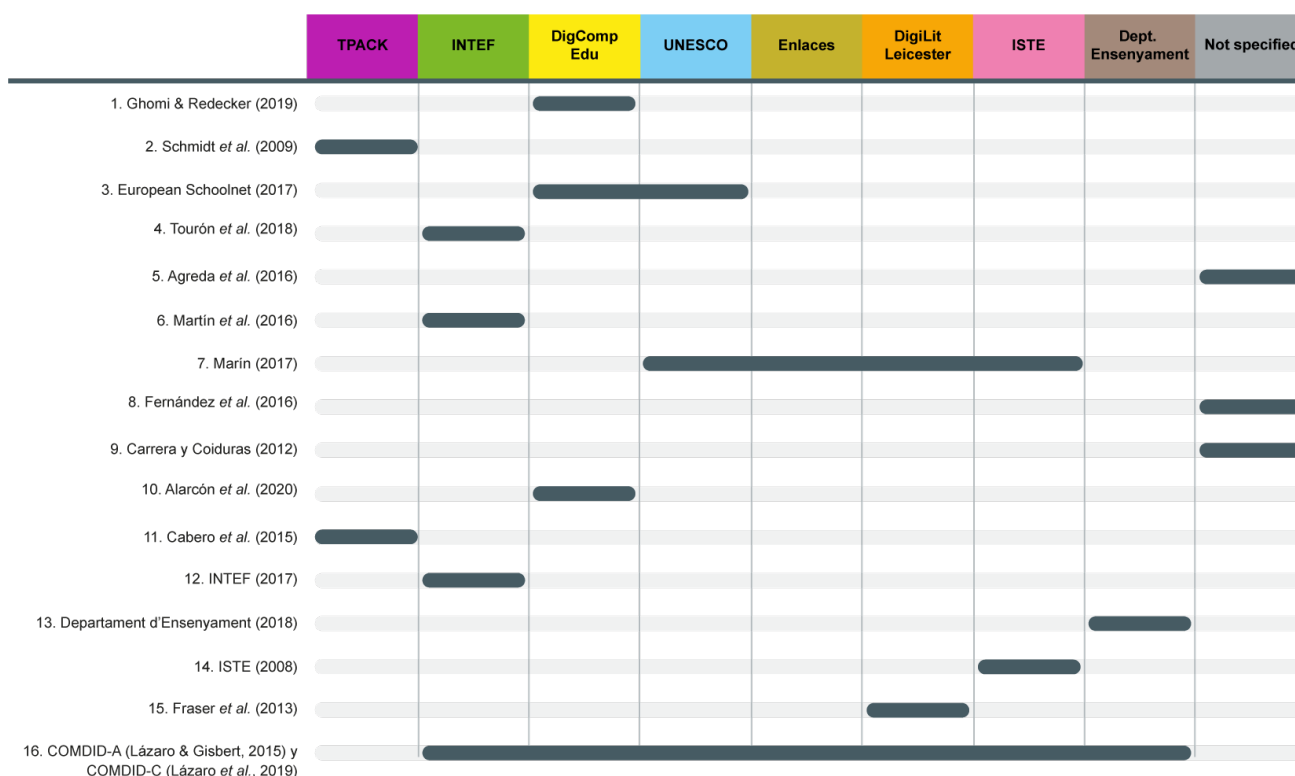 TPACK
INTEF
DigComp
Edu
UNESCO
Enlaces
DigiLit
Leicester
ISTE
Dept.
Ensenyament
Not specified
1. Ghomi & Redecker (2019)
2. Schmidt et al. (2009)
3. European Schoolnet (2017)
4. Tourón et al. (2018)
5. Agreda et al. (2016)
6. Martín et al. (2016)
7. Marín (2017)
8. Fernández et al. (2016)
9. Carrera y Coiduras (2012)
10. Alarcón et al. (2020)
11. Cabero et al. (2015)
12. INTEF (2017)
13. Departament d'Ensenyament (2018)
14. ISTE (2008)
15. Fraser et al. (2013)
16. COMDID-A (Lázaro & Gisbert, 2015) y
COMDID-C (Lázaro et al., 2019)